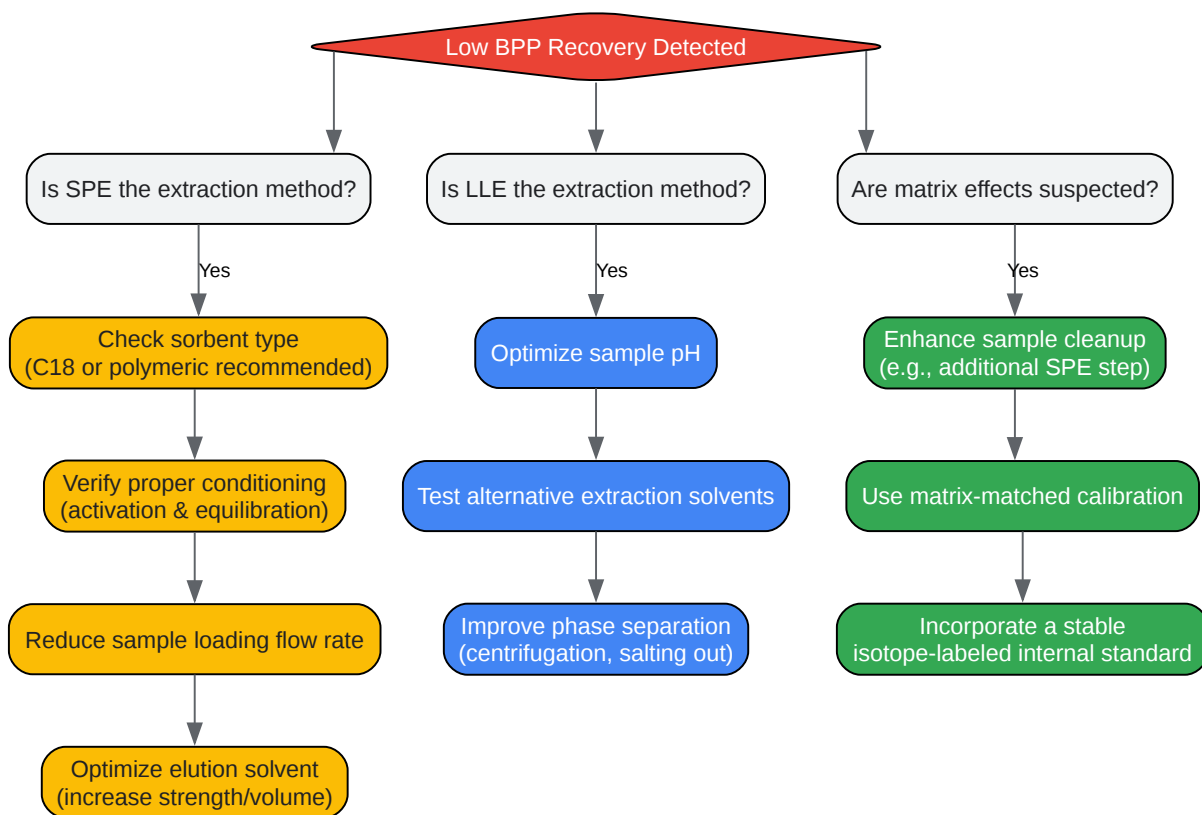 Low BPP Recovery Detected
Is SPE the extraction method?
Is LLE the extraction method?
Are matrix effects suspected?
Yes
Yes
Yes
Check sorbent type
(C18 or polymeric recommended)
Optimize sample pH
Enhance sample cleanup
(e.g., additional SPE step)
Verify proper conditioning
(activation & equilibration)
Test alternative extraction solvents
Use matrix-matched calibration
Reduce sample loading flow rate
Improve phase separation
(centrifugation, salting out)
Incorporate a stable
isotope-labeled internal standard
Optimize elution solvent
(increase strength/volume)